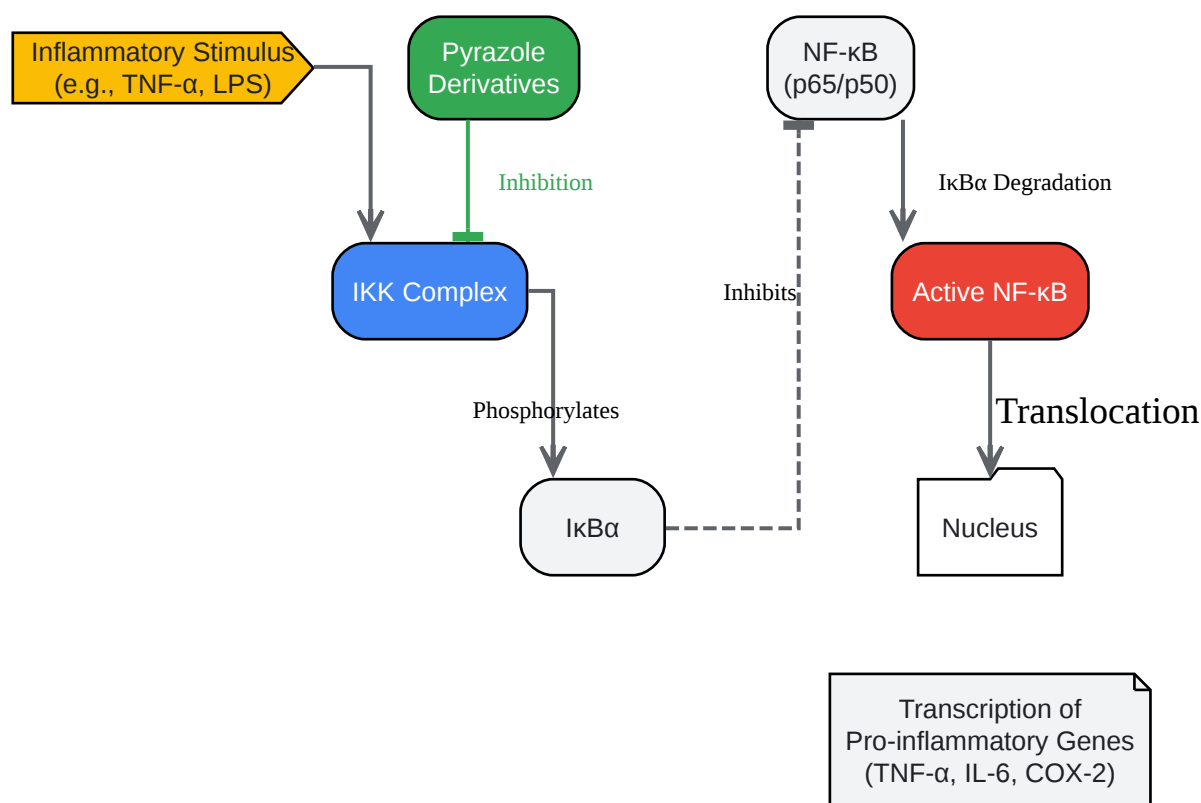 Inflammatory Stimulus
(e.g., TNF-α, LPS)
Pyrazole
Derivatives
NF-κB
(p65/p50)
Inhibition
IκBα Degradation
IKK Complex
Inhibits
Active NF-κB
Phosphorylates
Translocation
IκBα
Nucleus
Transcription of
Pro-inflammatory Genes
(TNF-α, IL-6, COX-2)